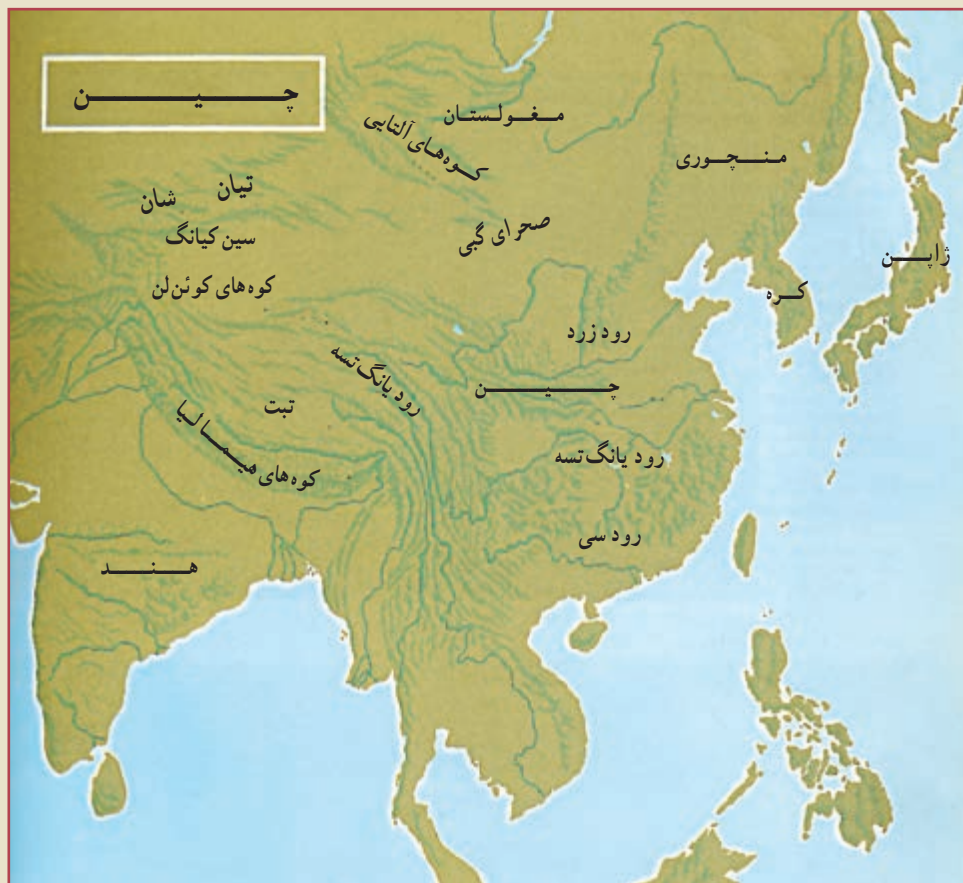 چین
مغولستان
کوه‌های آلتایی
منچوری
تیان شان
سین کیانگ
صحرای گبی
ژاپن
کوه‌های کوئن‌لن
کره
رود زرد
رود یانگ تسه
چین
تبت
کوه‌های هیمالیا
رود یانگ تسه
رود سی
هند